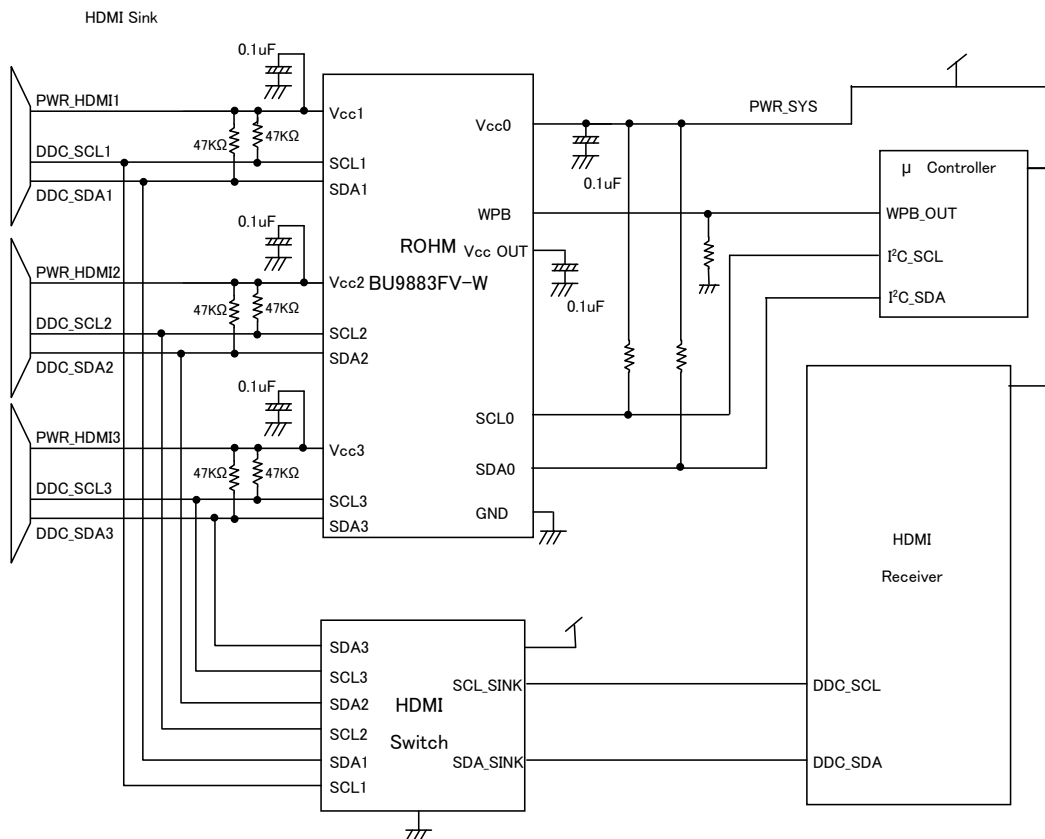 HDMI Sink
0.1uF
PWR_HDMI1
47KΩ
47KΩ
DDC_SCL1
DDC_SDA1
0.1uF
PWR_HDMI2
47KΩ
47KΩ
DDC_SCL2
DDC_SDA2
0.1uF
PWR_HDMI3
47KΩ
47KΩ
DDC_SCL3
DDC_SDA3
Vcc1
SCL1
SDA1
Vcc2
SCL2
SDA2
Vcc3
SCL3
SDA3
ROHM
BU9883FV-W
Vcc0
WPB
Vcc OUT
SCL0
SDA0
GND
0.1uF
0.1uF
PWR_SYS
μ Controller
WPB_OUT
I²C_SCL
I²C_SDA
HDMI
Receiver
DDC_SCL
DDC_SDA
SDA3
SCL3
SDA2
SCL2
SDA1
SCL1
HDMI
Switch
SCL_SINK
SDA_SINK